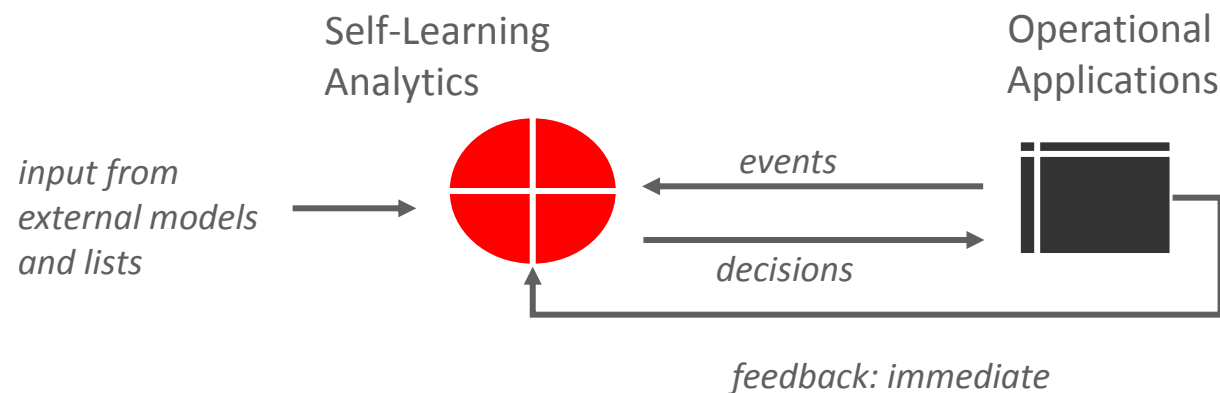 Self-Learning
Analytics
Operational
Applications
input from
external models
and lists
events
decisions
feedback: immediate